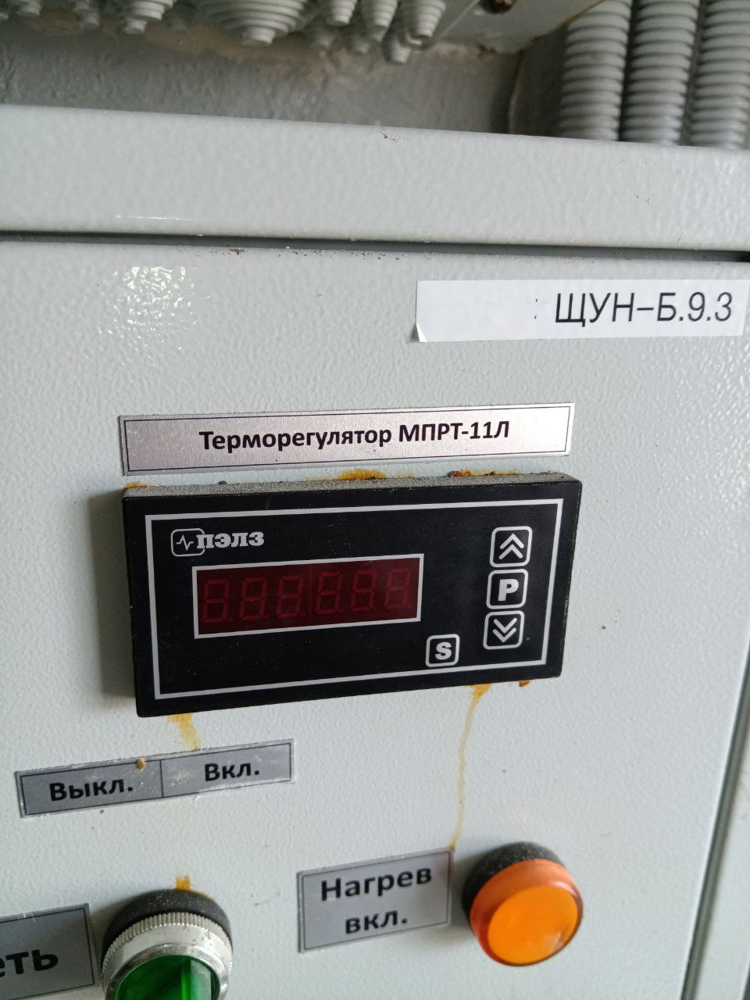 ЩУН-Б.9.3
Терморегулятор МПРТ-11Л
пэлз
P
S
Выкл. Вкл.
Нагрев
вкл.